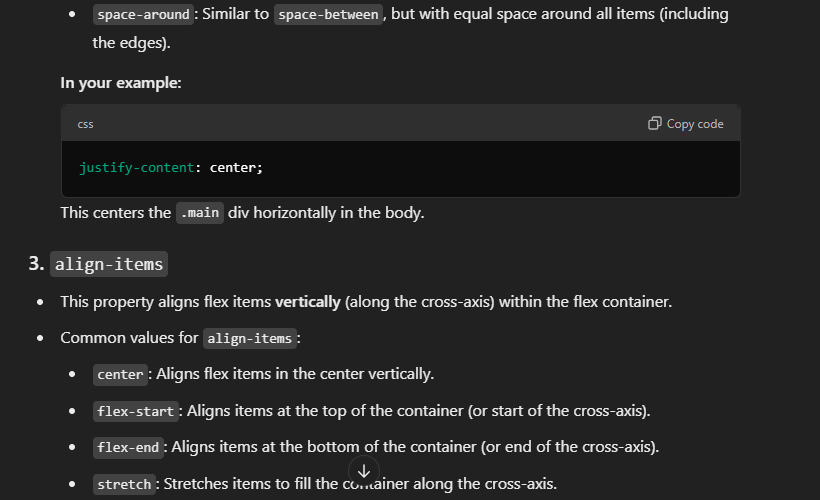 space-around: Similar to space-between, but with equal space around all items (including
the edges).
In your example:
css
Copy code
justify-content: center;
This centers the .main div horizontally in the body.
3. align-items
This property aligns flex items vertically (along the cross-axis) within the flex container.
Common values for align-items:
center: Aligns flex items in the center vertically.
flex-start: Aligns items at the top of the container (or start of the cross-axis).
flex-end: Aligns items at the bottom of the container (or end of the cross-axis).
stretch: Stretches items to fill the container along the cross-axis.